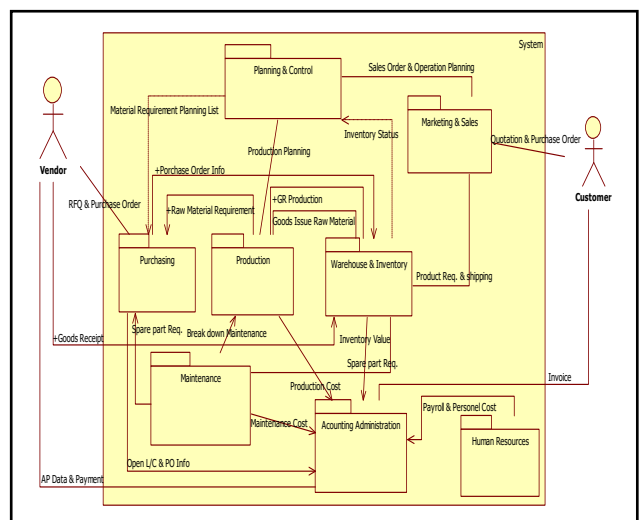 System
Planning & Control
Sales Order & Operation Planning
Material Requirement Planning List
Marketing & Sales
Inventory Status
Quotation & Purchase Order
Production Planning
Vendor
+Porchase Order Info
Customer
+GR Production
RFQ & Purchase Order
+Raw Material Requirement
Goods Issue Raw Material
Purchasing
Production
Warehouse & Inventory
Product Req. & shipping
Spare part Req.
Break down Maintenance
+Goods Receipt
Inventory Value
Spare part Req.
Maintenance
Production Cost
Invoice
Payroll & Personel Cost
Maintenance Cost
Acounting Administration
Human Resources
Open L/C & PO Info
AP Data & Payment